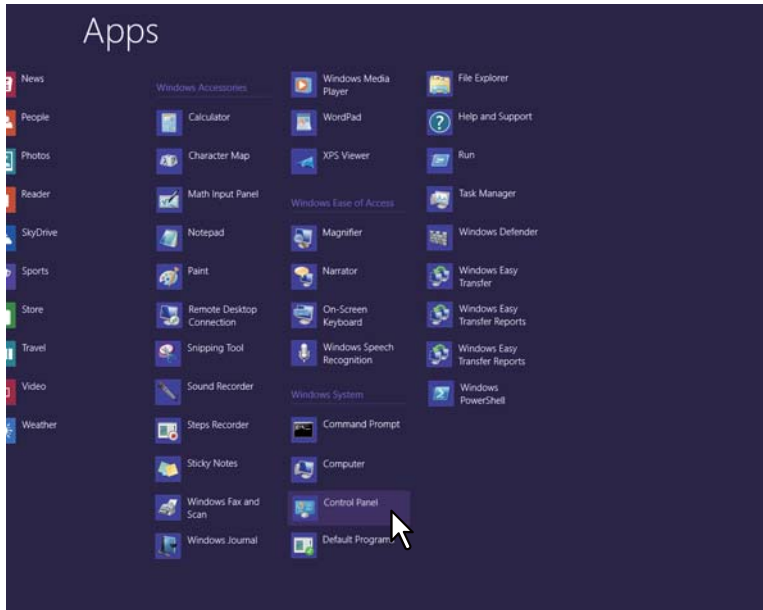 Apps
News
People
Photos
Reader
SkyDrive
Sports
Store
Travel
Video
Weather
Windows Accessories
Calculator
Character Map
Math Input Panel
Notepad
Paint
Remote Desktop
Connection
Snipping Tool
Sound Recorder
Steps Recorder
Sticky Notes
Windows Fax and
Scan
Windows Journal
Windows Media
Player
WordPad
XPS Viewer
Windows Ease of Access
Magnifier
Narrator
On-Screen
Keyboard
Windows Speech
Recognition
Windows System
Command Prompt
Computer
Control Panel
Default Programs
File Explorer
Help and Support
Run
Task Manager
Windows Defender
Windows Easy
Transfer
Windows Easy
Transfer Reports
Windows Easy
Transfer Reports
Windows
PowerShell